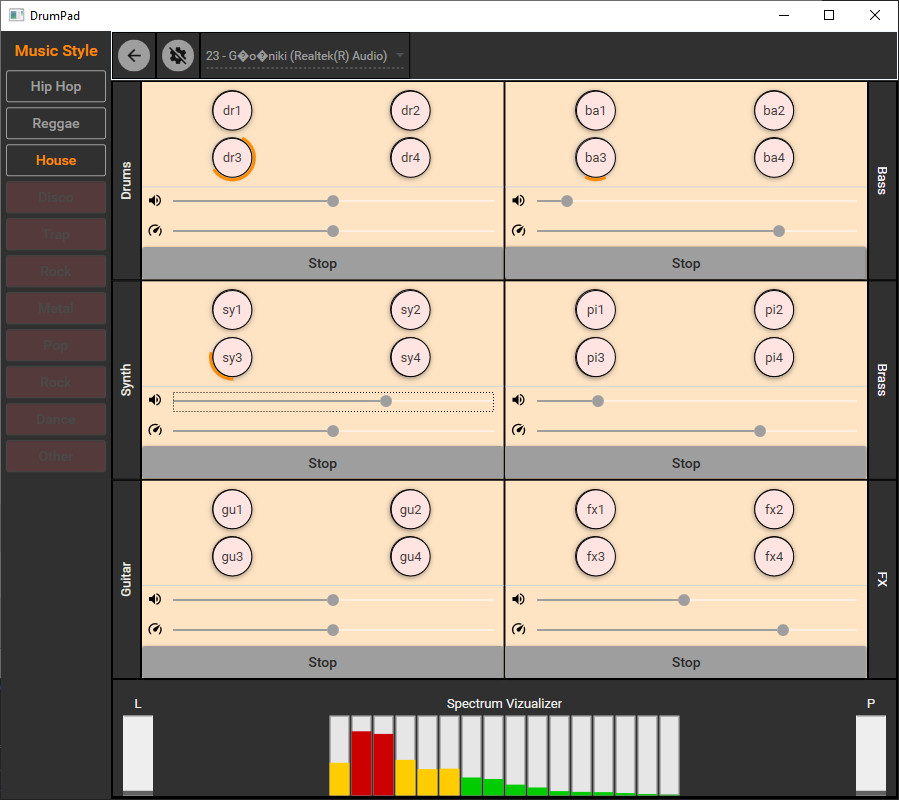 DrumPad
Music Style
Hip Hop
Reggae
House
Disco
Trap
Rock
Metal
Pop
Rock
Dance
Other
23 - G�o�niki (Realtek(R) Audio)
Drums
dr1
dr2
dr3
dr4
Stop
Bass
ba1
ba2
ba3
ba4
Stop
Synth
sy1
sy2
sy3
sy4
Stop
Brass
pi1
pi2
pi3
pi4
Stop
Guitar
gu1
gu2
gu3
gu4
Stop
FX
fx1
fx2
fx3
fx4
Stop
L
Spectrum Vizualizer
P